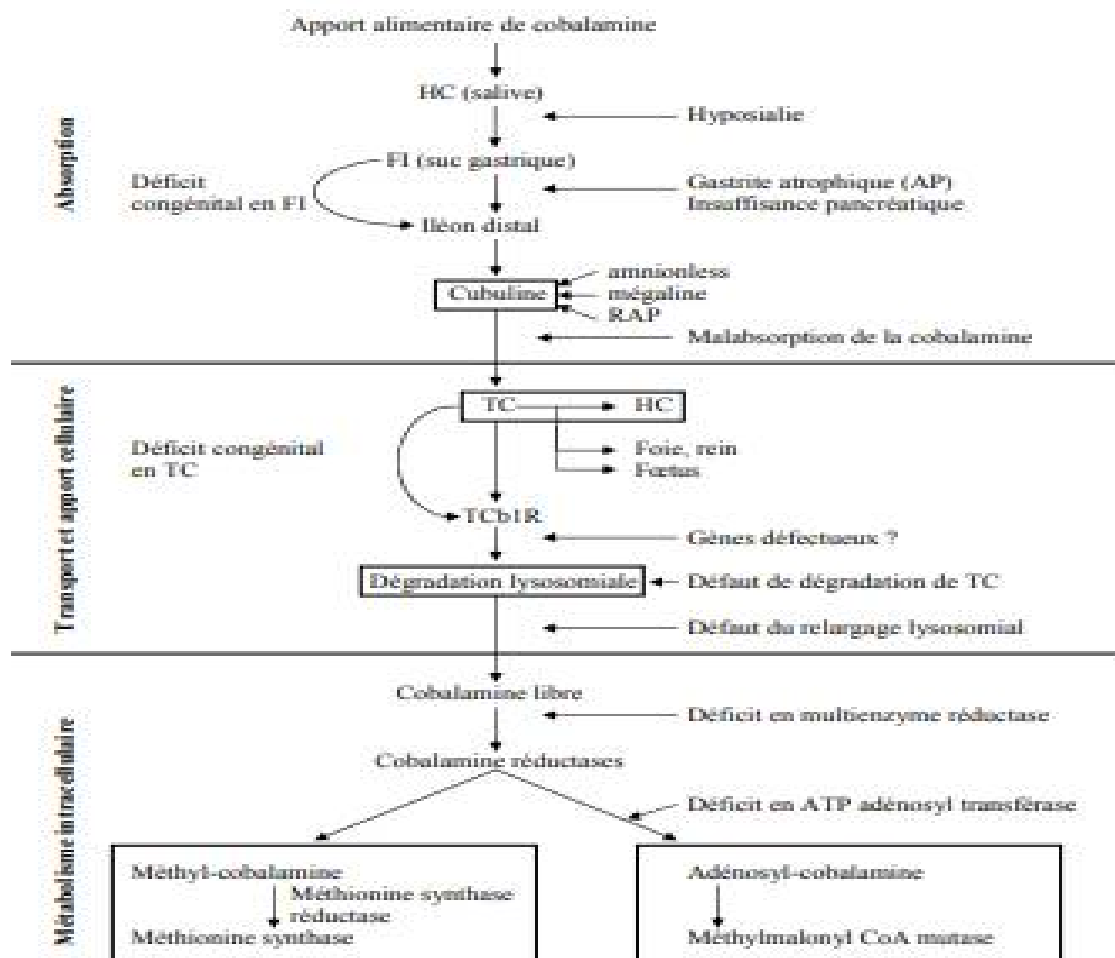 Apport alimentaire de cobalamine
HC (salive)
Hyposialie
FI (suc gastrique)
Déficit
congénital en FI
Gastrite atrophique (AP)
Insuffisance pancréatique
Iléon distal
Absorption
Cubuline
amnionless
mégaline
RAP
Malabsorption de la cobalamine
TC
HC
Déficit congénital
en TC
Foie, rein
Fœtus
TCb1R
Gènes défectueux ?
Transport et apport cellulaire
Dégradation lysosomiale
Défaut de dégradation de TC
Défaut du relargage lysosomial
Cobalamine libre
Déficit en multienzyme réductase
Cobalamine réductases
Déficit en ATP adénosyl transférase
Métabolisme intracellulaire
Méthyl-cobalamine
Méthionine synthase
réductase
Méthionine synthase
Adénosyl-cobalamine
Méthylmalonyl CoA mutase